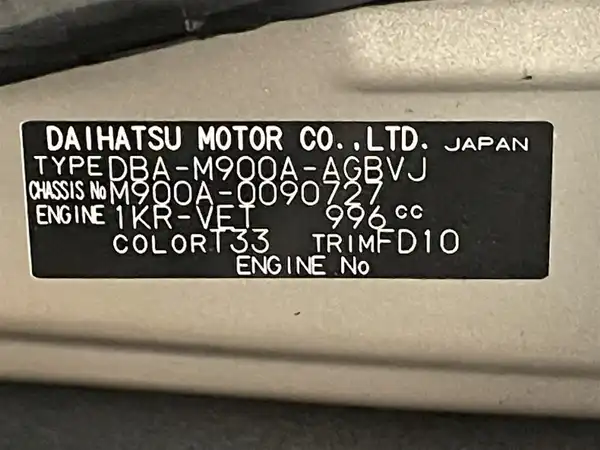 DAIHATSU MOTOR CO.,LTD. JAPAN
TYPE DBA-M900A-AGBVJ
CHASSIS No M900A-0090727
ENGINE 1KR-VET 996 cc
COLOR T33 TRIM FD10
ENGINE No